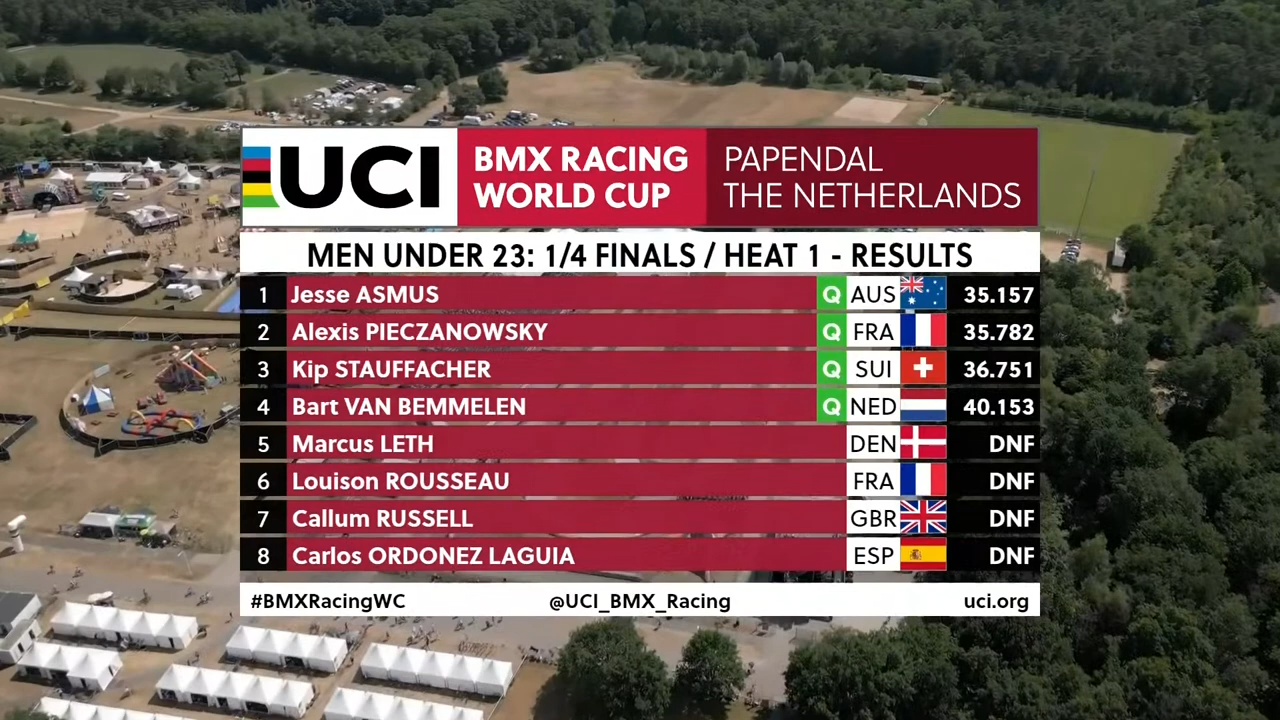 UCI
BMX RACING
WORLD CUP
PAPENDAL
THE NETHERLANDS
MEN UNDER 23: 1/4 FINALS / HEAT 1 - RESULTS
1 Jesse ASMUS Q AUS 35.157
2 Alexis PIECZANOWSKY Q FRA 35.782
3 Kip STAUFFACHER Q SUI 36.751
4 Bart VAN BEMMELEN Q NED 40.153
5 Marcus LETH DEN DNF
6 Louison ROUSSEAU FRA DNF
7 Callum RUSSELL GBR DNF
8 Carlos ORDONEZ LAGUIA ESP DNF
#BMXRacingWC @UCI_BMX_Racing uci.org